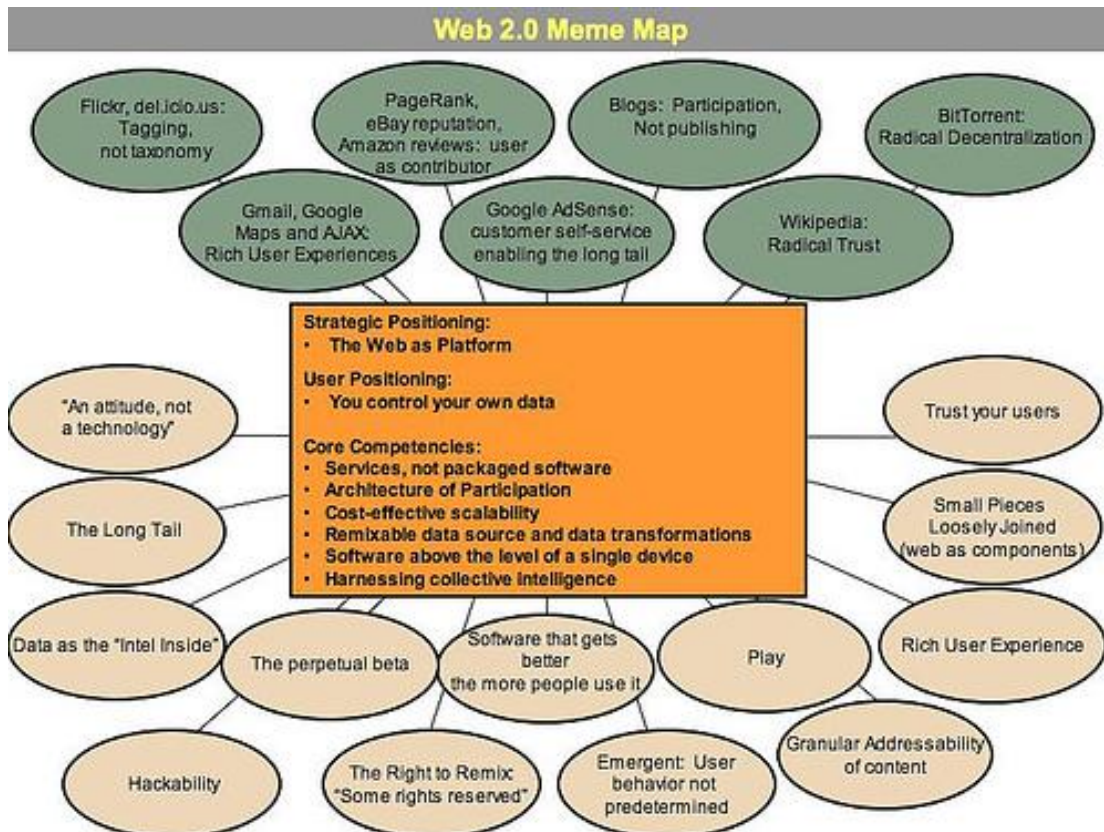 Web 2.0 Meme Map
Flickr, del.icio.us:
Tagging,
not taxonomy
PageRank,
eBay reputation,
Amazon reviews: user
as contributor
Blogs: Participation,
Not publishing
BitTorrent:
Radical Decentralization
Gmail, Google
Maps and AJAX:
Rich User Experiences
Google AdSense:
customer self-service
enabling the long tail
Wikipedia:
Radical Trust
Strategic Positioning:
• The Web as Platform
User Positioning:
• You control your own data
Core Competencies:
• Services, not packaged software
• Architecture of Participation
• Cost-effective scalability
• Remixable data source and data transformations
• Software above the level of a single device
• Harnessing collective intelligence
"An attitude, not
a technology"
Trust your users
The Long Tail
Small Pieces
Loosely Joined
(web as components)
Data as the "Intel Inside"
The perpetual beta
Software that gets
better
the more people use it
Play
Rich User Experience
Hackability
The Right to Remix:
"Some rights reserved"
Emergent: User
behavior not
predetermined
Granular Addressability
of content